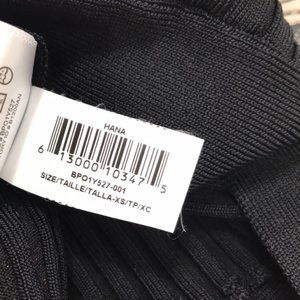 HANA
6 13000 10347 5
BPO1Y527-001
SIZE/TAILLE/TALLA-XS/TP/XC